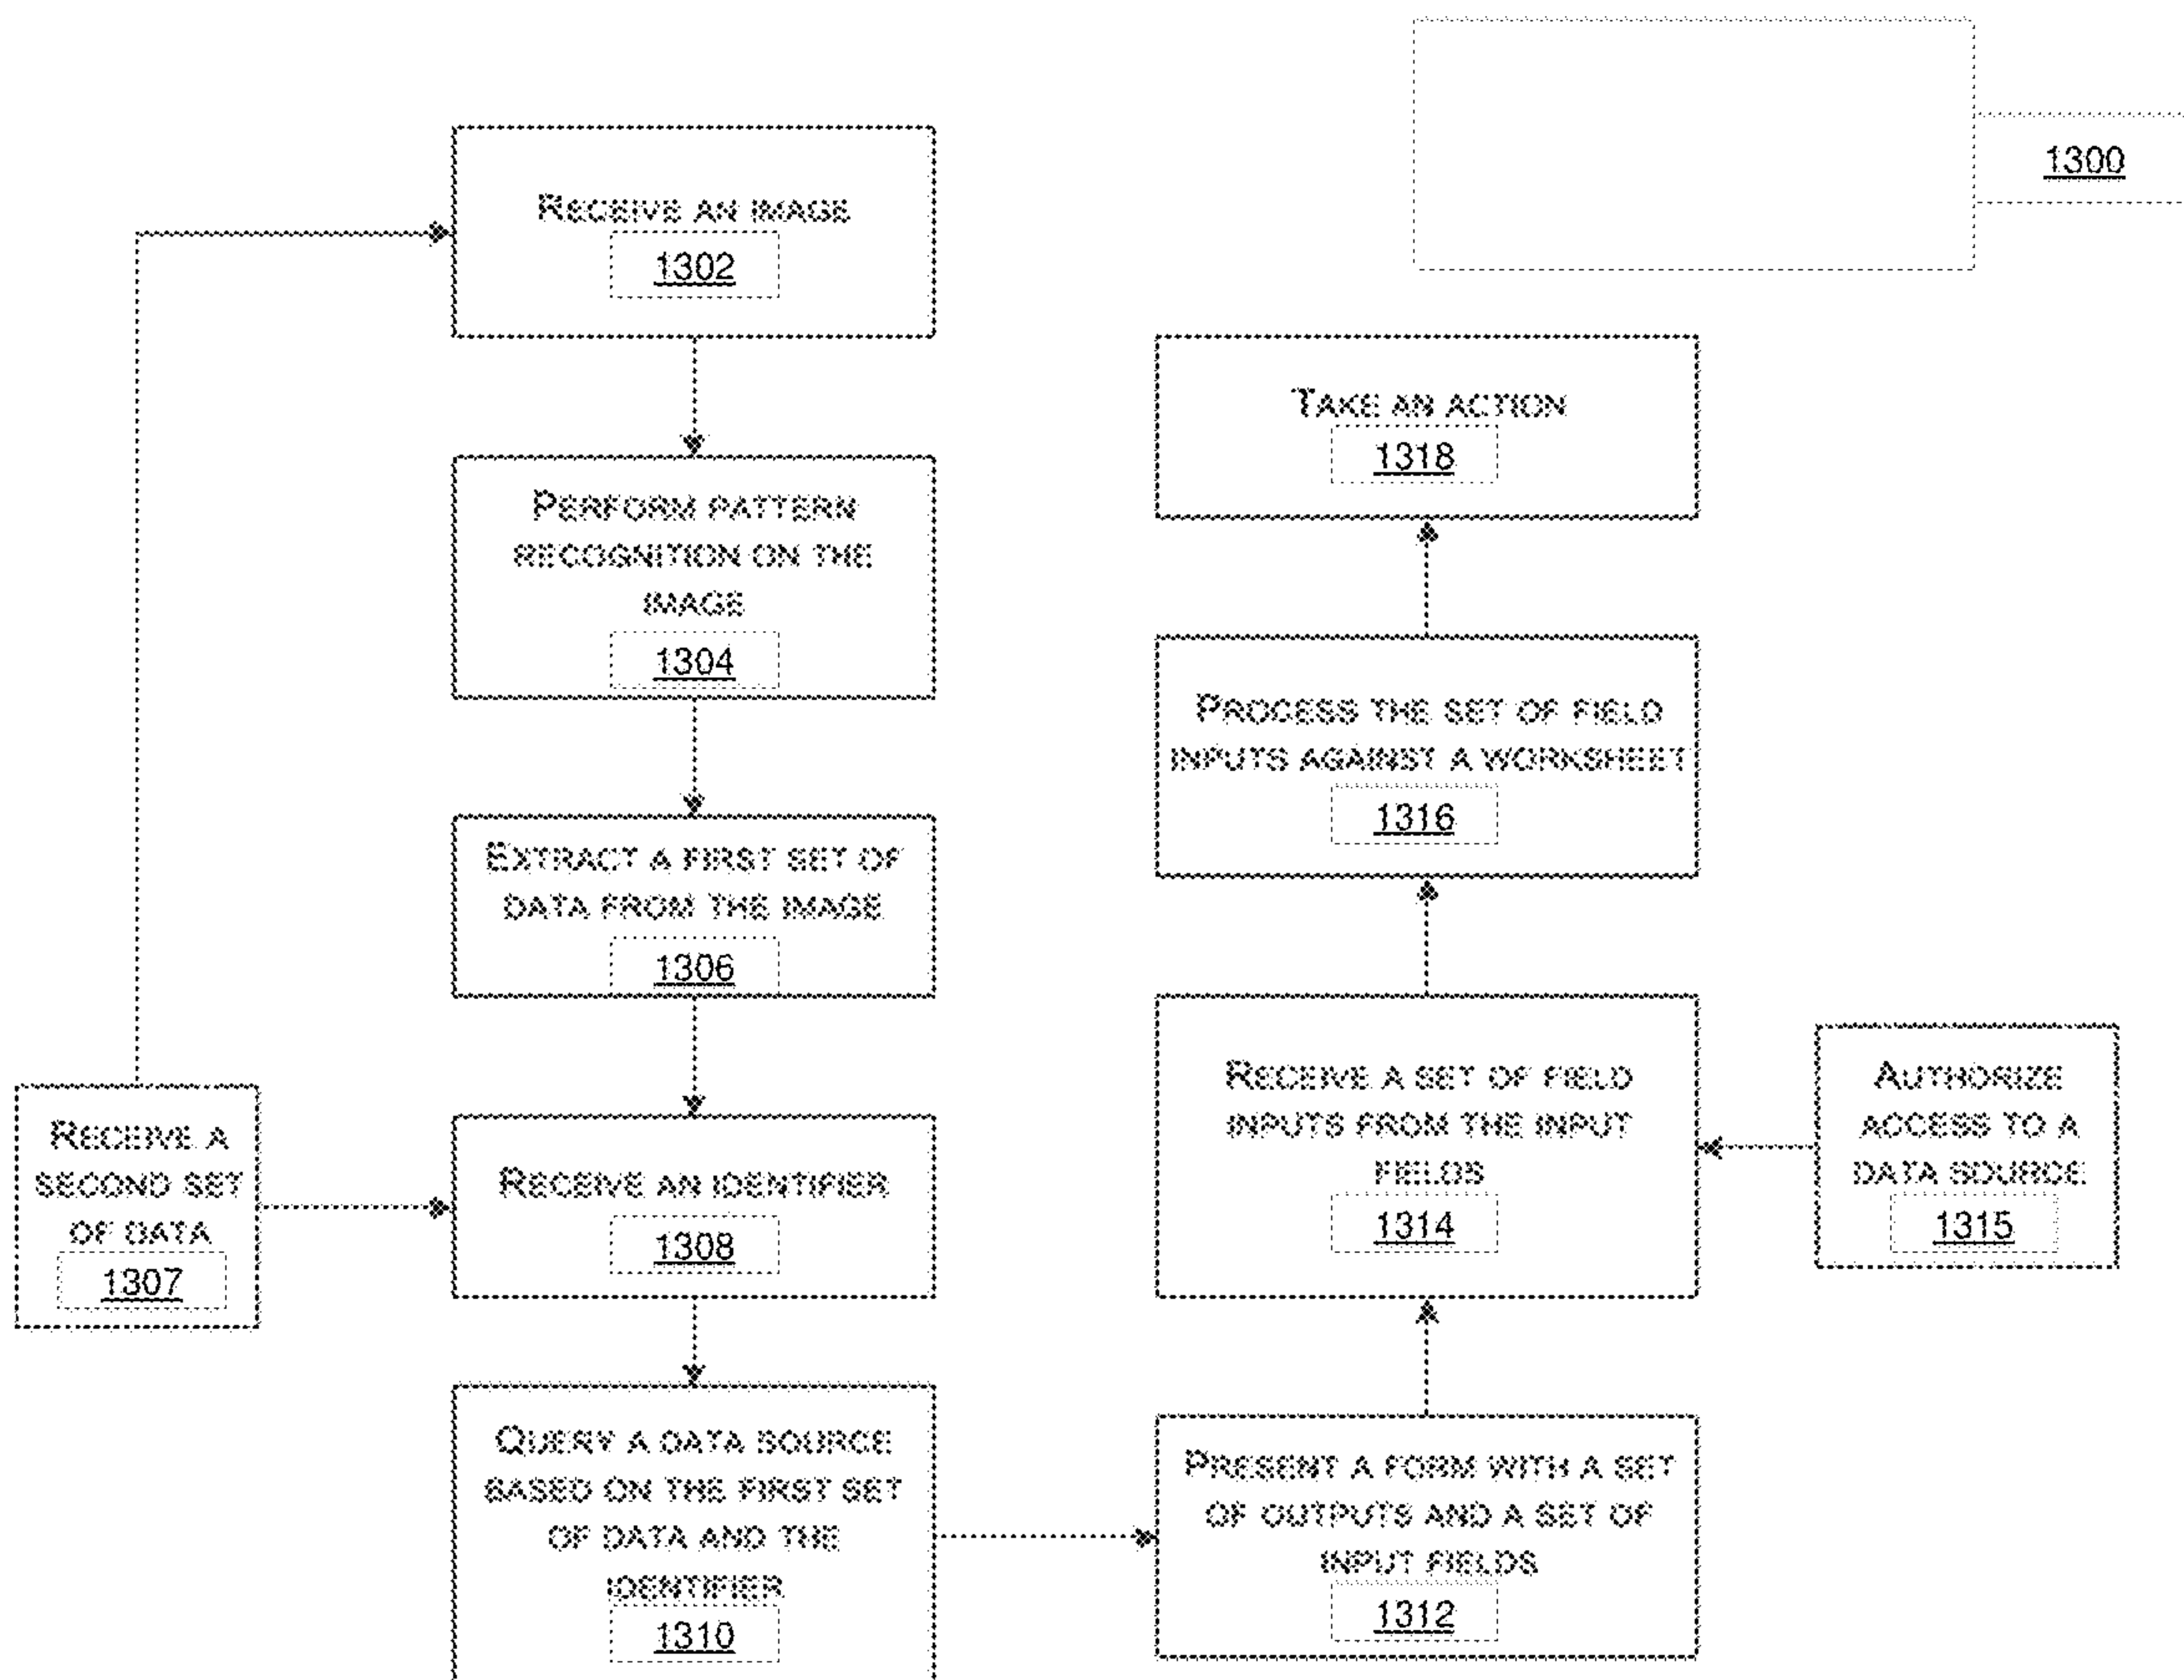 1300
RECEIVE AN IMAGE
1302
PERFORM PATTERN
RECOGNITION ON THE
IMAGE
1304
EXTRACT A FIRST SET OF
DATA FROM THE IMAGE
1306
RECEIVE A
SECOND SET
OF DATA
1307
RECEIVE AN IDENTIFIER
1308
QUERY A DATA SOURCE
BASED ON THE FIRST SET
OF DATA AND THE
IDENTIFIER
1310
PRESENT A FORM WITH A SET
OF OUTPUTS AND A SET OF
INPUT FIELDS
1312
RECEIVE A SET OF FIELD
INPUTS FROM THE INPUT
FIELDS
1314
AUTHORIZE
ACCESS TO A
DATA SOURCE
1315
PROCESS THE SET OF FIELD
INPUTS AGAINST A WORKSHEET
1316
TAKE AN ACTION
1318